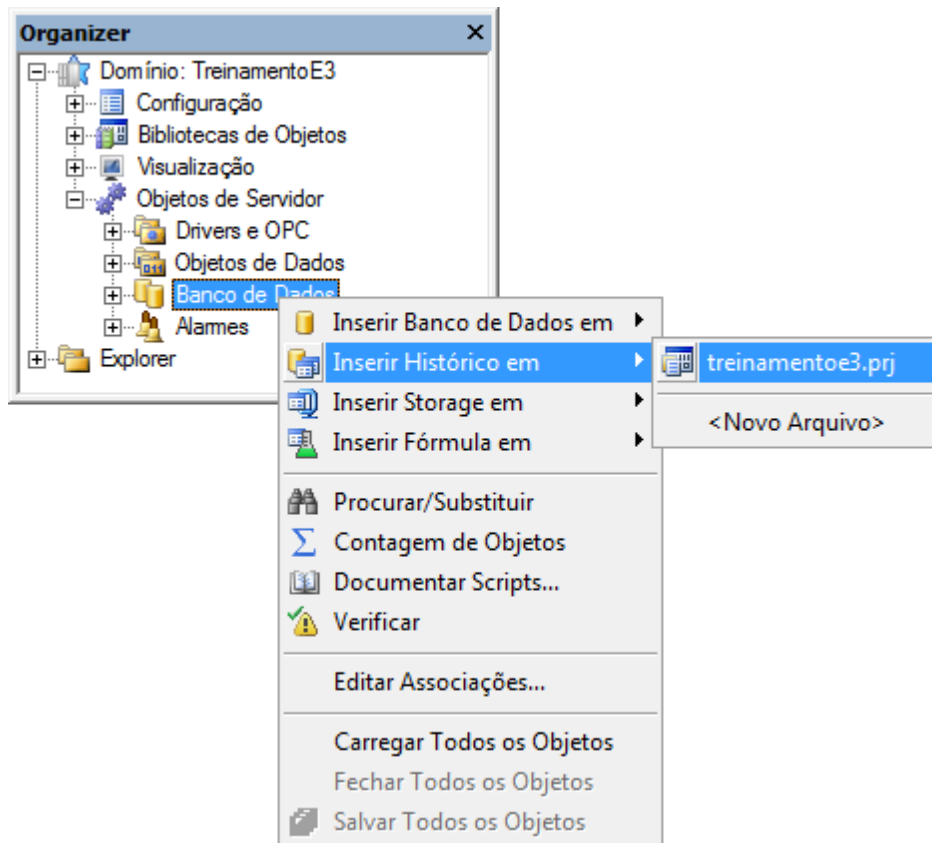 Organizer
Domínio: TreinamentoE3
Configuração
Bibliotecas de Objetos
Visualização
Objetos de Servidor
Drivers e OPC
Objetos de Dados
Banco de Dados
Alarmes
Explorer
Inserir Banco de Dados em
Inserir Histórico em
Inserir Storage em
Inserir Fórmula em
Procurar/Substituir
Contagem de Objetos
Documentar Scripts...
Verificar
Editar Associações...
Carregar Todos os Objetos
Fechar Todos os Objetos
Salvar Todos os Objetos
treinamentoe3.prj
<Novo Arquivo>